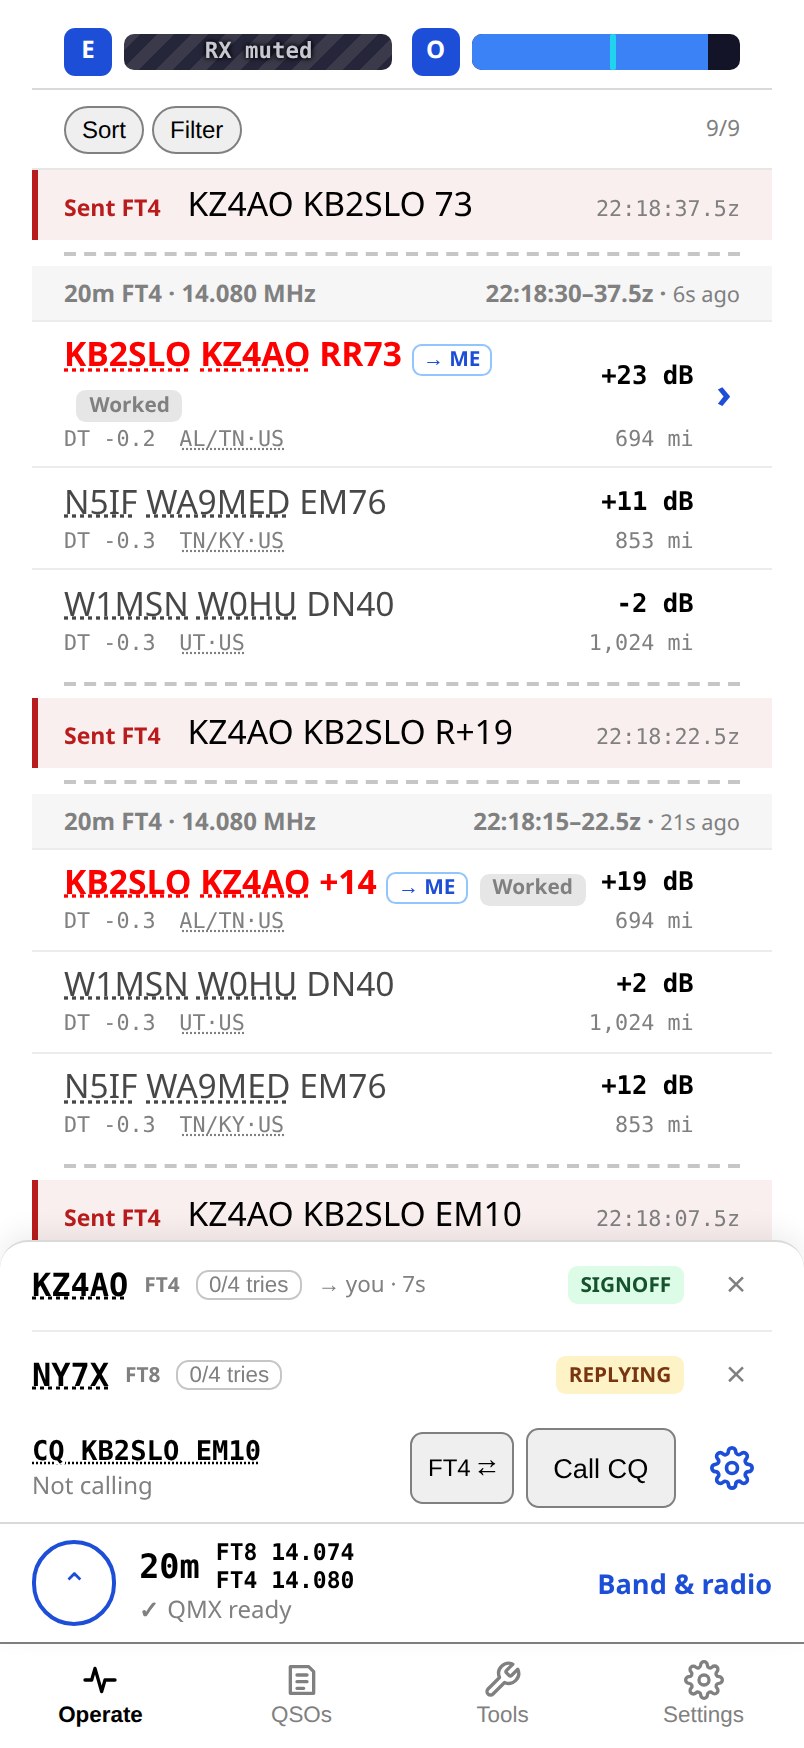 E RX muted O
Sort Filter 9/9
Sent FT4 KZ4AO KB2SLO 73 22:18:37.5z
20m FT4 · 14.080 MHz 22:18:30–37.5z · 6s ago
KB2SLO KZ4AO RR73 → ME +23 dB ›
Worked
DT -0.2 AL/TN·US 694 mi
N5IF WA9MED EM76 +11 dB
DT -0.3 TN/KY·US 853 mi
W1MSN W0HU DN40 -2 dB
DT -0.3 UT·US 1,024 mi
Sent FT4 KZ4AO KB2SLO R+19 22:18:22.5z
20m FT4 · 14.080 MHz 22:18:15–22.5z · 21s ago
KB2SLO KZ4AO +14 → ME Worked +19 dB
DT -0.3 AL/TN·US 694 mi
W1MSN W0HU DN40 +2 dB
DT -0.3 UT·US 1,024 mi
N5IF WA9MED EM76 +12 dB
DT -0.3 TN/KY·US 853 mi
Sent FT4 KZ4AO KB2SLO EM10 22:18:07.5z
KZ4AO FT4 0/4 tries → you · 7s SIGNOFF ×
NY7X FT8 0/4 tries REPLYING ×
CQ KB2SLO EM10 FT4 ⇄ Call CQ
Not calling
20m FT8 14.074
FT4 14.080 Band & radio
✓ QMX ready
Operate QSOs Tools Settings